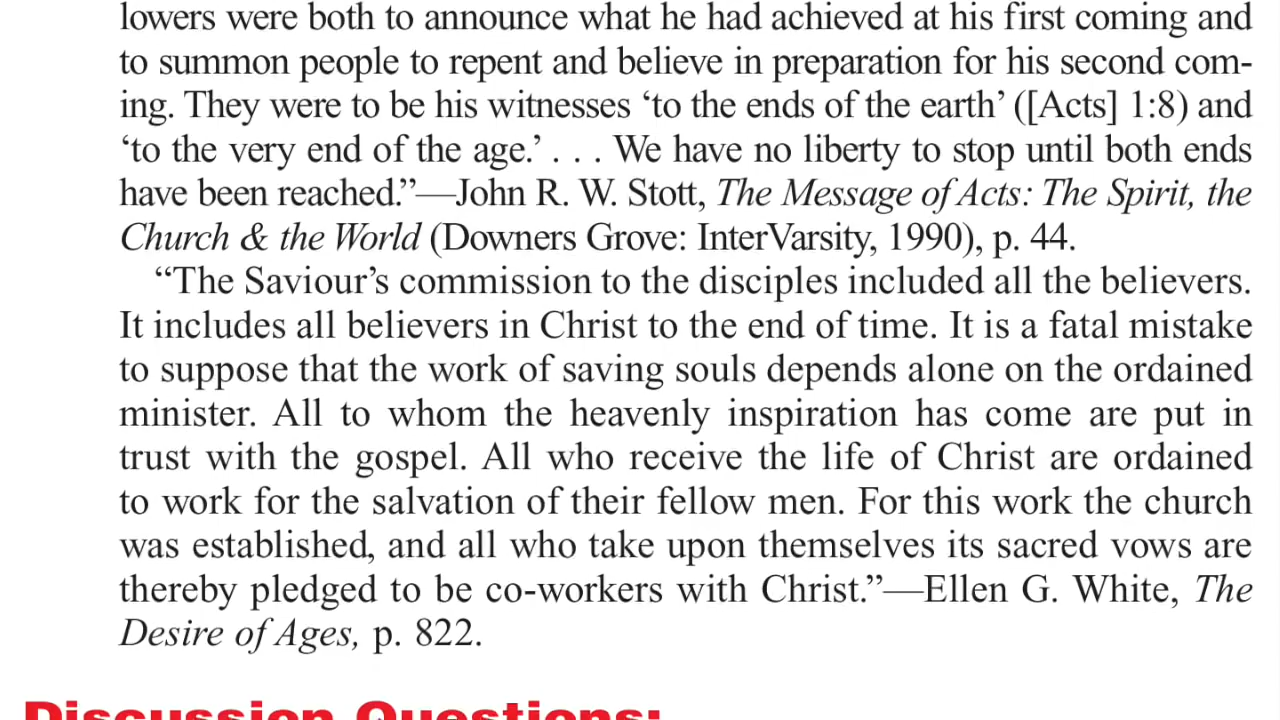 lowers were both to announce what he had achieved at his first coming and
to summon people to repent and believe in preparation for his second com-
ing. They were to be his witnesses ‘to the ends of the earth’ ([Acts] 1:8) and
‘to the very end of the age.’ . . . We have no liberty to stop until both ends
have been reached.”—John R. W. Stott, The Message of Acts: The Spirit, the
Church & the World (Downers Grove: InterVarsity, 1990), p. 44.
“The Saviour’s commission to the disciples included all the believers.
It includes all believers in Christ to the end of time. It is a fatal mistake
to suppose that the work of saving souls depends alone on the ordained
minister. All to whom the heavenly inspiration has come are put in
trust with the gospel. All who receive the life of Christ are ordained
to work for the salvation of their fellow men. For this work the church
was established, and all who take upon themselves its sacred vows are
thereby pledged to be co-workers with Christ.”—Ellen G. White, The
Desire of Ages, p. 822.
Discussion Questions: